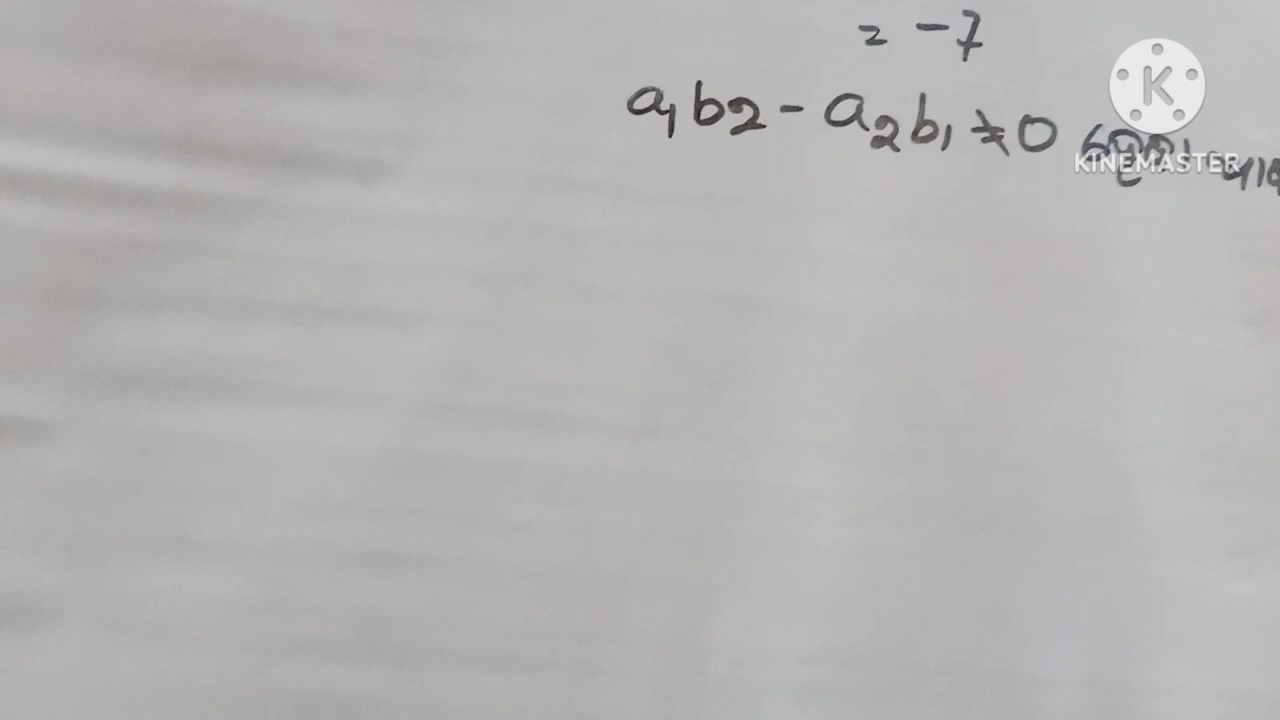 = -7
a₁b2 - a₂b₁ ≠ 0
K
KINEMASTER